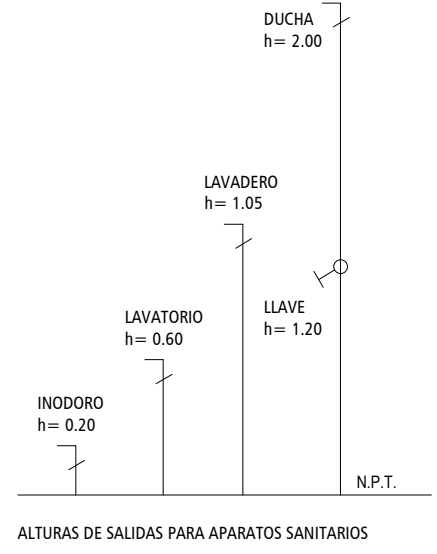 DUCHA
h= 2.00
LAVADERO
h= 1.05
LLAVE
h= 1.20
LAVATORIO
h= 0.60
INODORO
h= 0.20
N.P.T.
ALTURAS DE SALIDAS PARA APARATOS SANITARIOS